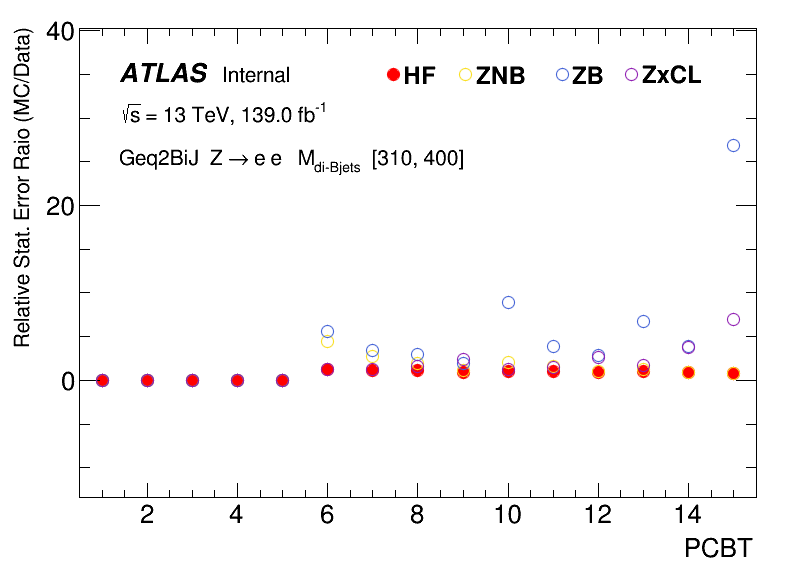 Relative Stat. Error Raio (MC/Data)
40
20
0
ATLAS Internal
HF ZNB ZB ZxCL
√s = 13 TeV, 139.0 fb⁻¹
Geq2BiJ Z → e e M_di-Bjets [310, 400]
2 4 6 8 10 12 14
PCBT